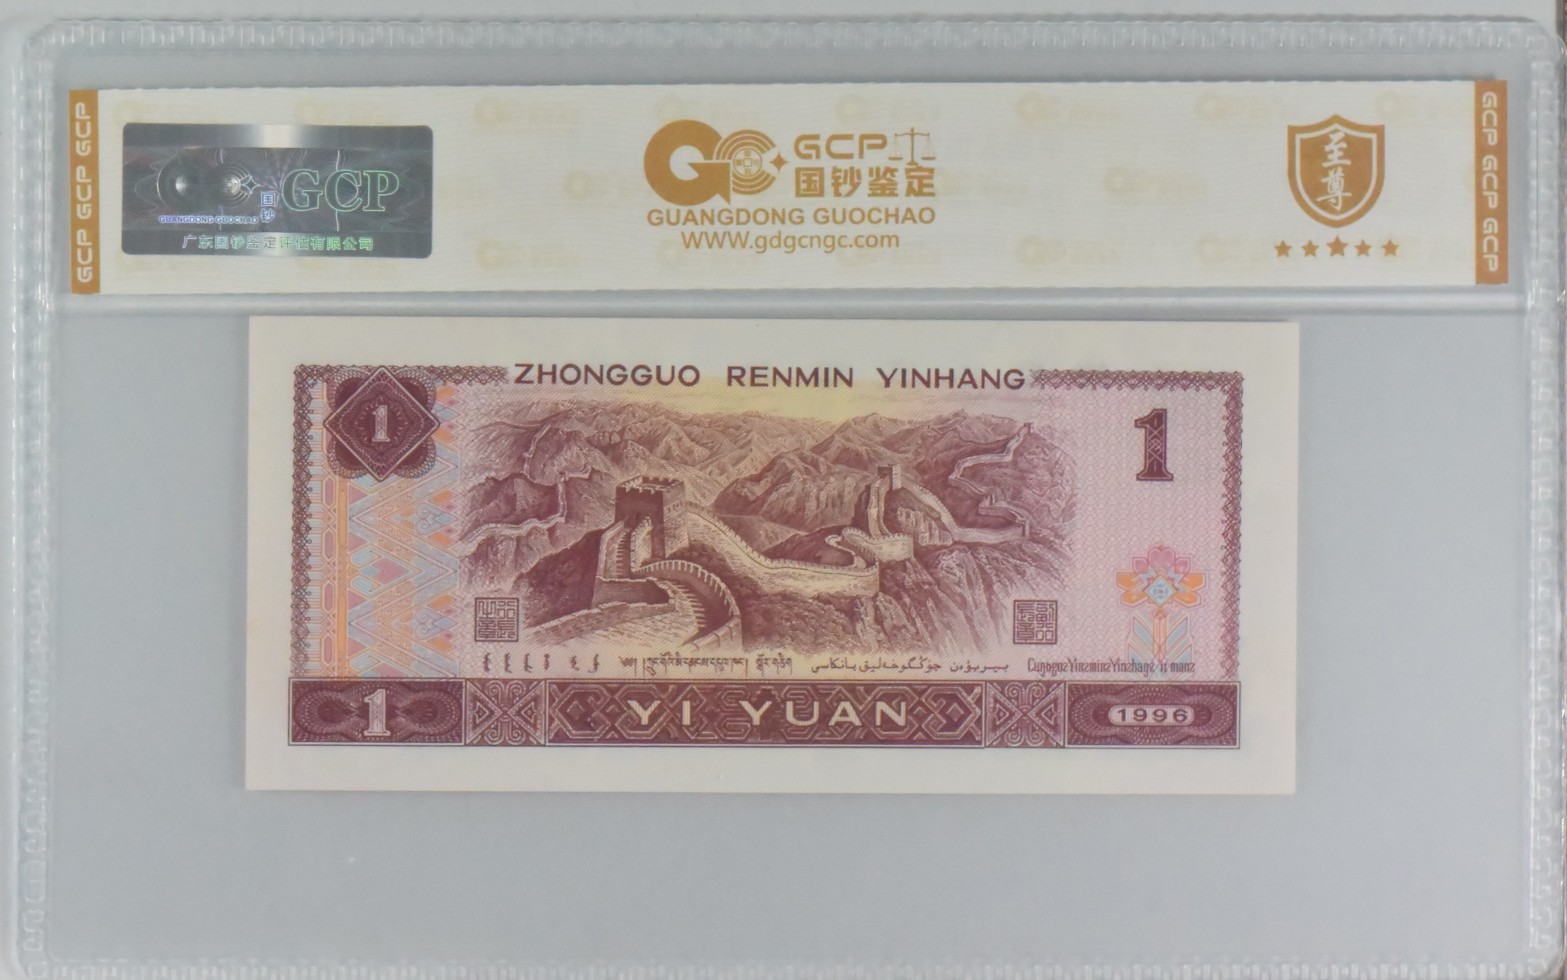 GCP GCP GCP
GUANGDONG GUOCHAO
国钞
GCP
广东国钞鉴定评估有限公司
GCP
国钞鉴定
GUANGDONG GUOCHAO
WWW.gdgcngc.com
至尊
GCP GCP GCP
ZHONGGUO RENMIN YINHANG
1
1
1
YI YUAN
1996